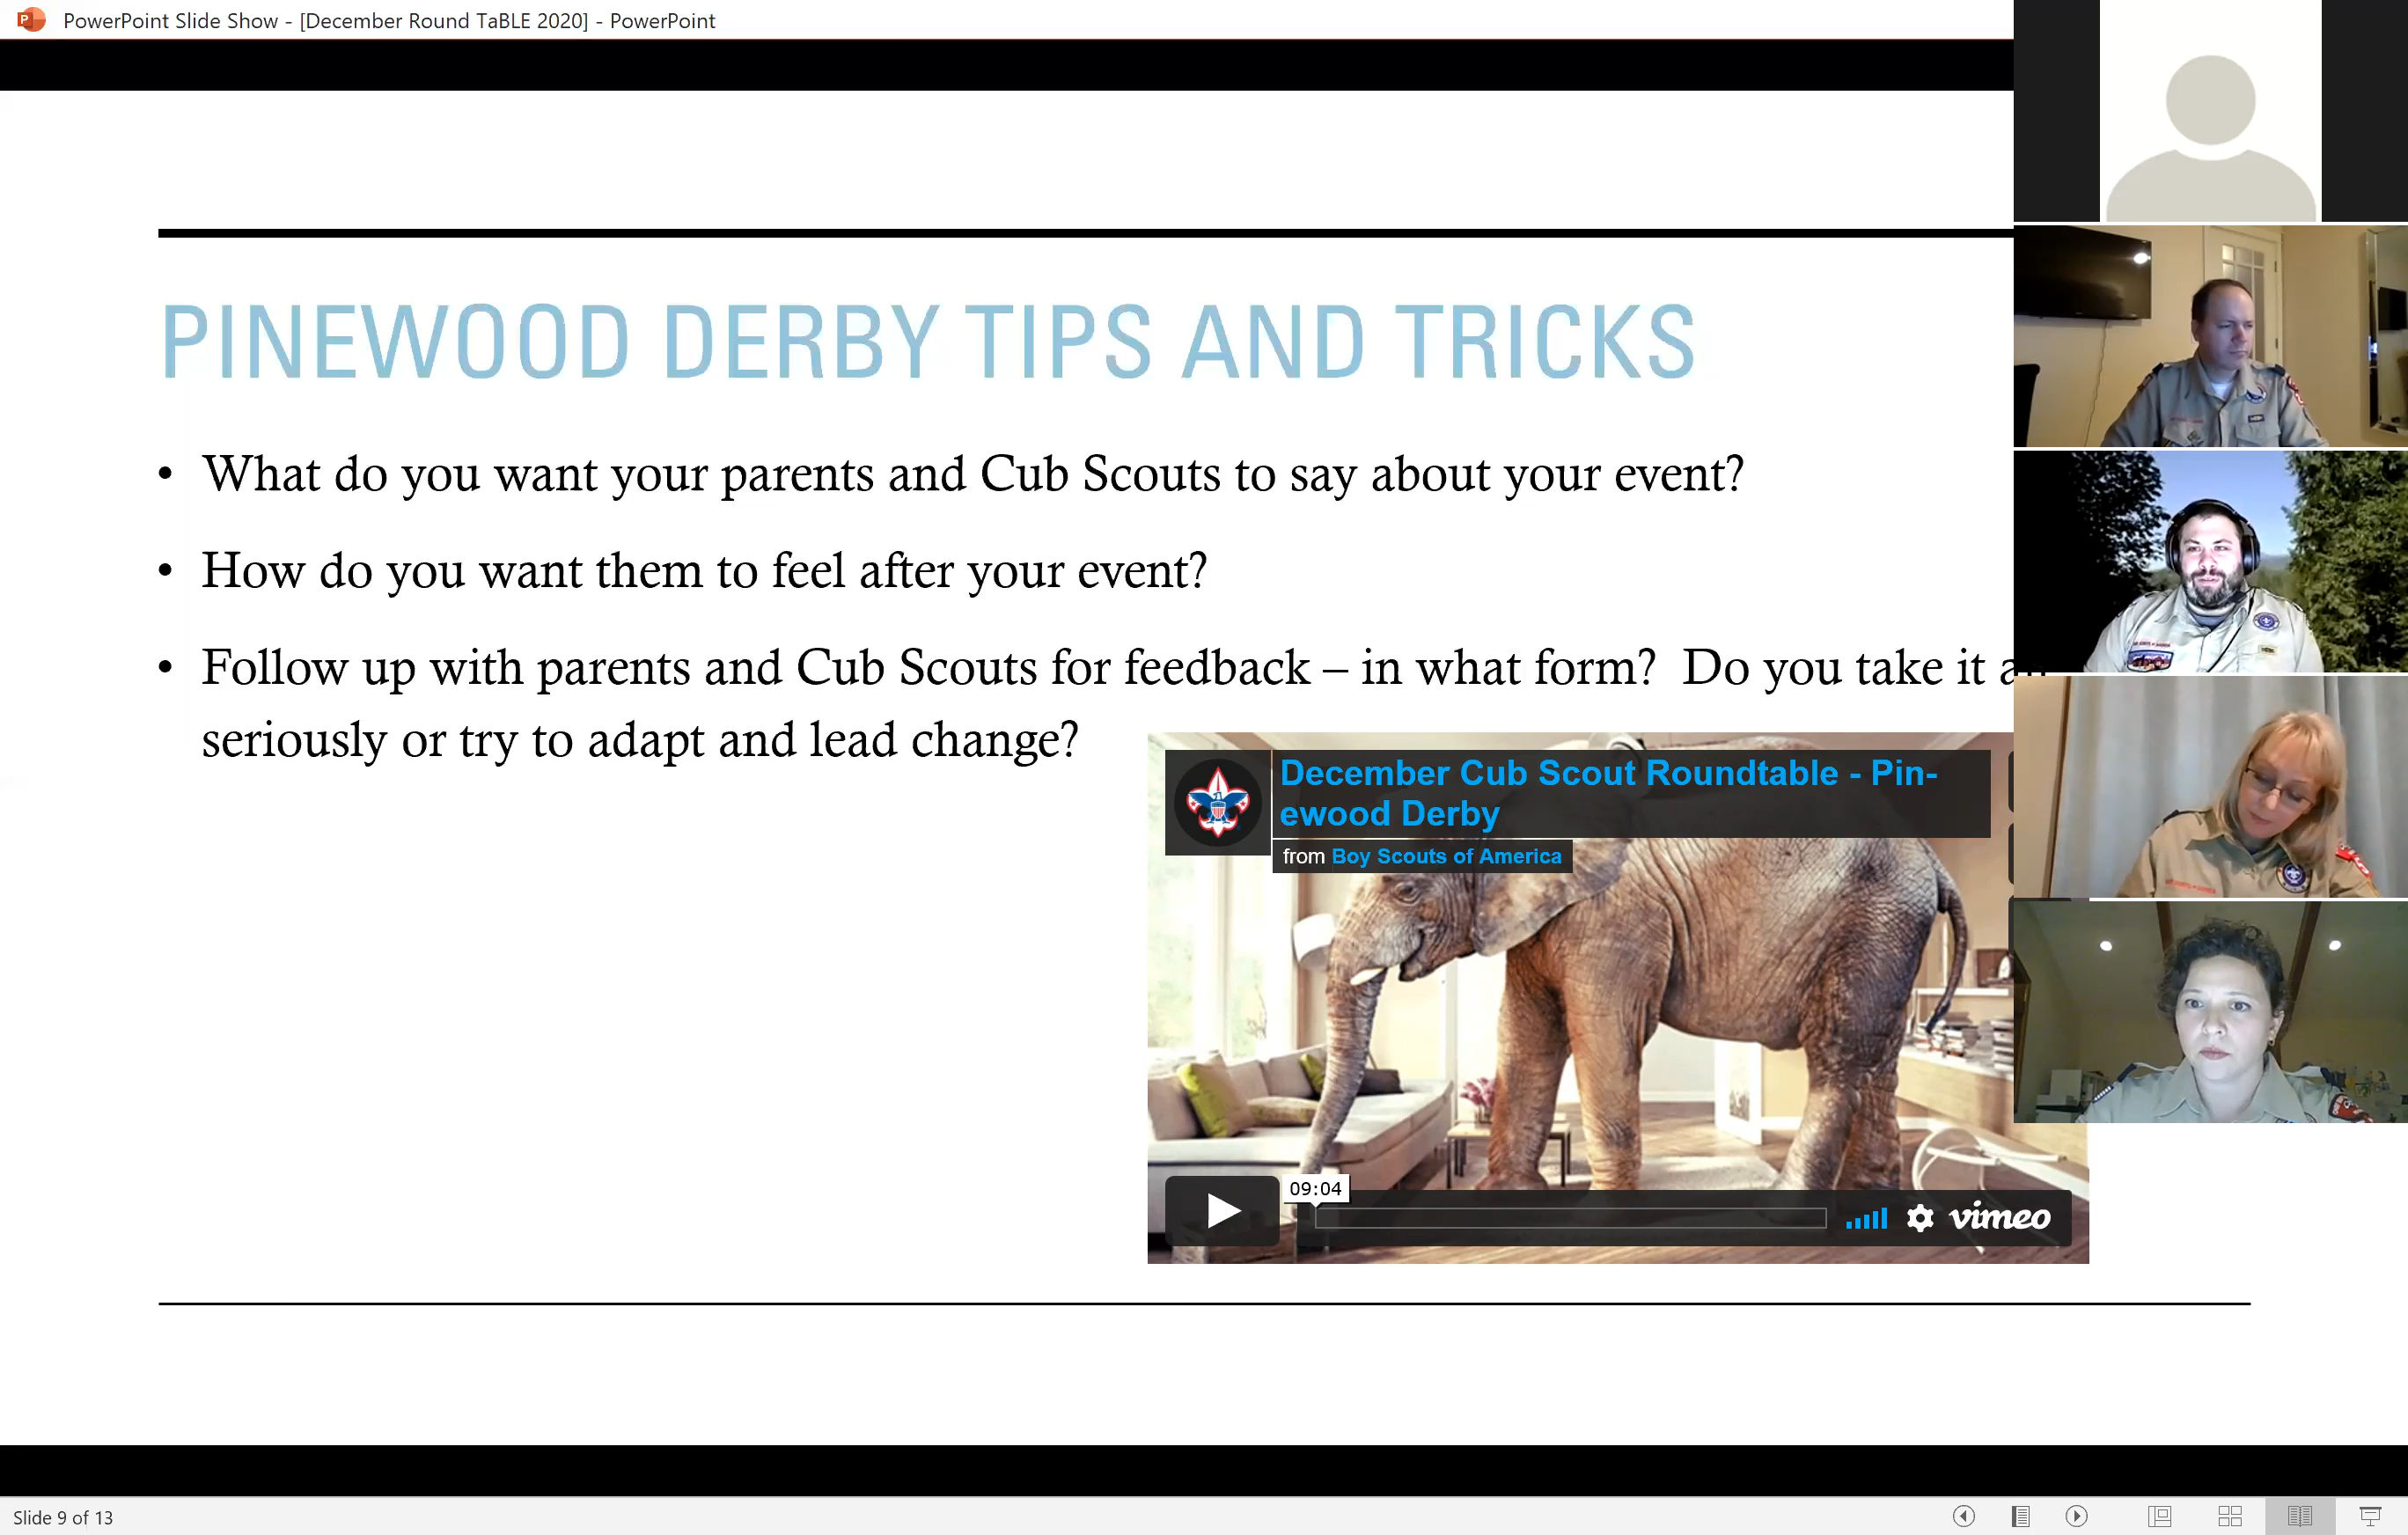 PowerPoint Slide Show - [December Round TaBLE 2020] - PowerPoint
PINEWOOD DERBY TIPS AND TRICKS
• What do you want your parents and Cub Scouts to say about your event?
• How do you want them to feel after your event?
• Follow up with parents and Cub Scouts for feedback – in what form? Do you take it
seriously or try to adapt and lead change?
December Cub Scout Roundtable - Pin-
ewood Derby
from Boy Scouts of America
09:04
vimeo
Slide 9 of 13